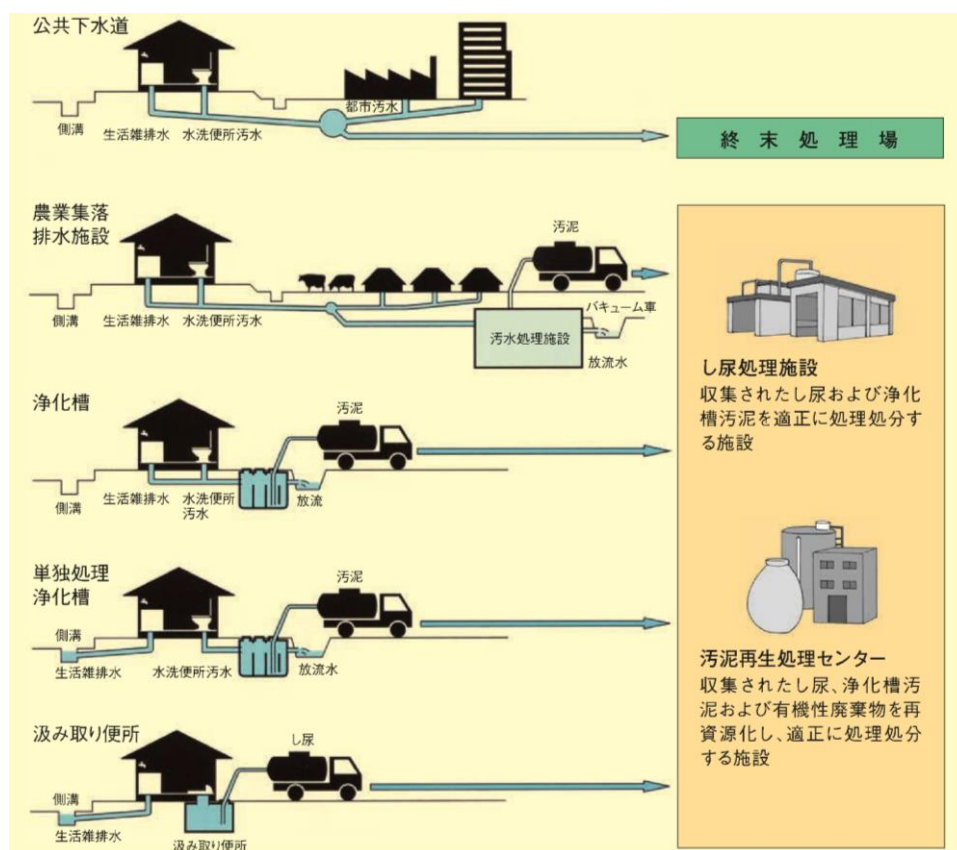 公共下水道
都市汚水
側溝
生活雑排水
水洗便所汚水
終末処理場
農業集落
排水施設
汚泥
側溝
生活雑排水
水洗便所汚水
汚水処理施設
バキューム車
放流水
し尿処理施設
収集されたし尿および浄化
槽汚泥を適正に処理処分す
る施設
浄化槽
汚泥
側溝
生活雑排水
水洗便所
汚水
放流
単独処理
浄化槽
汚泥
側溝
生活雑排水
水洗便所汚水
放流水
汚泥再生処理センター
収集されたし尿、浄化槽汚
泥および有機性廃棄物を再
資源化し、適正に処理処分
する施設
汲み取り便所
し尿
側溝
生活雑排水
汲み取り便所